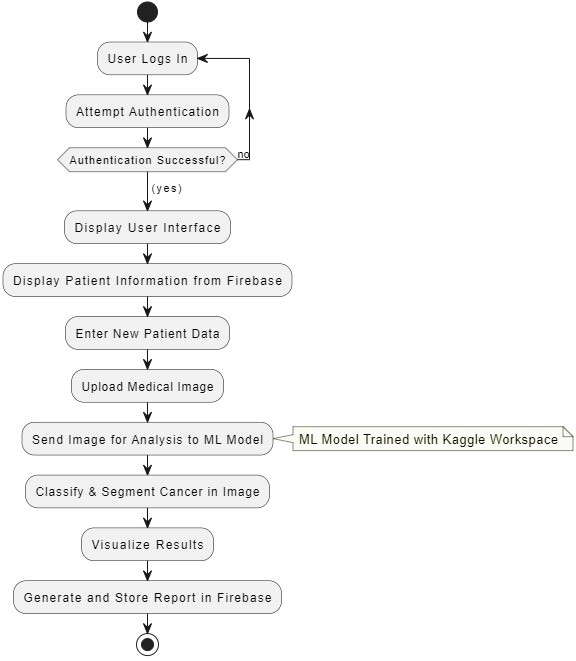 User Logs In
Attempt Authentication
Authentication Successful?
no
(yes)
Display User Interface
Display Patient Information from Firebase
Enter New Patient Data
Upload Medical Image
Send Image for Analysis to ML Model
ML Model Trained with Kaggle Workspace
Classify & Segment Cancer in Image
Visualize Results
Generate and Store Report in Firebase